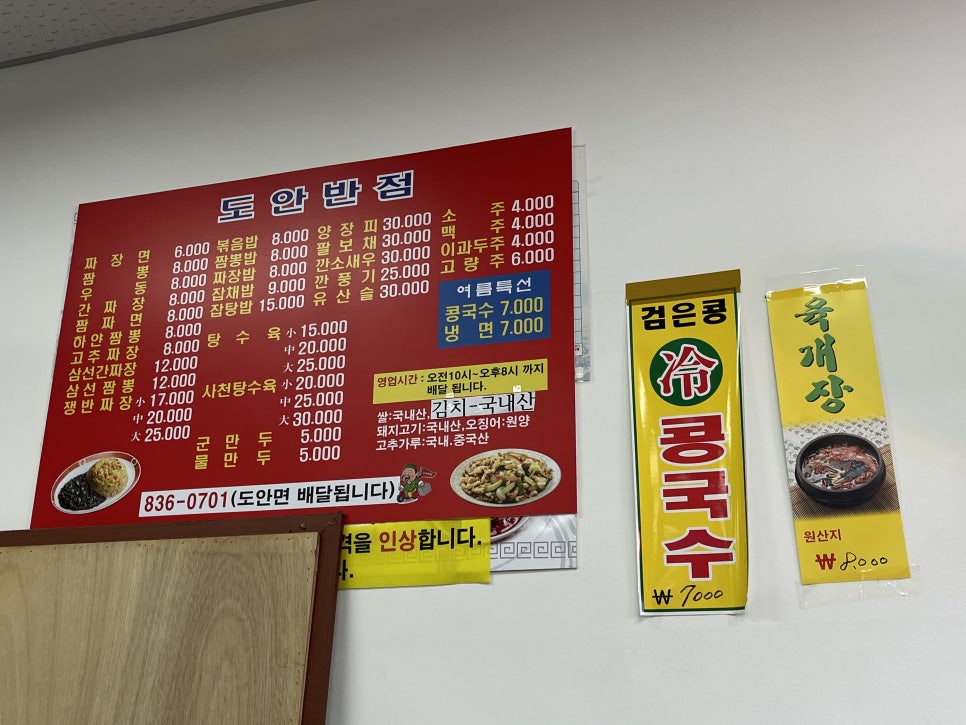 도안반점
짜장면 6.000
짬뽕 8.000
우동 8.000
간짜장 8.000
짬짜면 8.000
하얀짬뽕 8.000
고추짜장 8.000
삼선간짜장 12.000
삼선짬뽕 12.000
쟁반짜장 小 17.000
中 20.000
大 25.000
볶음밥 8.000
짬뽕밥 8.000
짜장밥 8.000
잡채밥 9.000
잡탕밥 15.000
탕수육 小 15.000
中 20.000
大 25.000
사천탕수육 小 20.000
中 25.000
大 30.000
군만두 5.000
물만두 5.000
양장피 30.000
팔보채 30.000
깐소새우 30.000
깐풍기 25.000
유산슬 30.000
소주 4.000
맥주 4.000
이과두주 4.000
고량주 6.000
여름특선
콩국수 7.000
냉면 7.000
영업시간 : 오전10시~오후8시 까지
배달 됩니다.
쌀:국내산, 김치-국내산
돼지고기:국내산, 오징어:원양
고추가루:국내.중국산
836-0701(도안면 배달됩니다)
격을 인상합니다.
다.
검은콩
冷
콩국수
₩ 7000
육개장
원산지
₩ 8.000